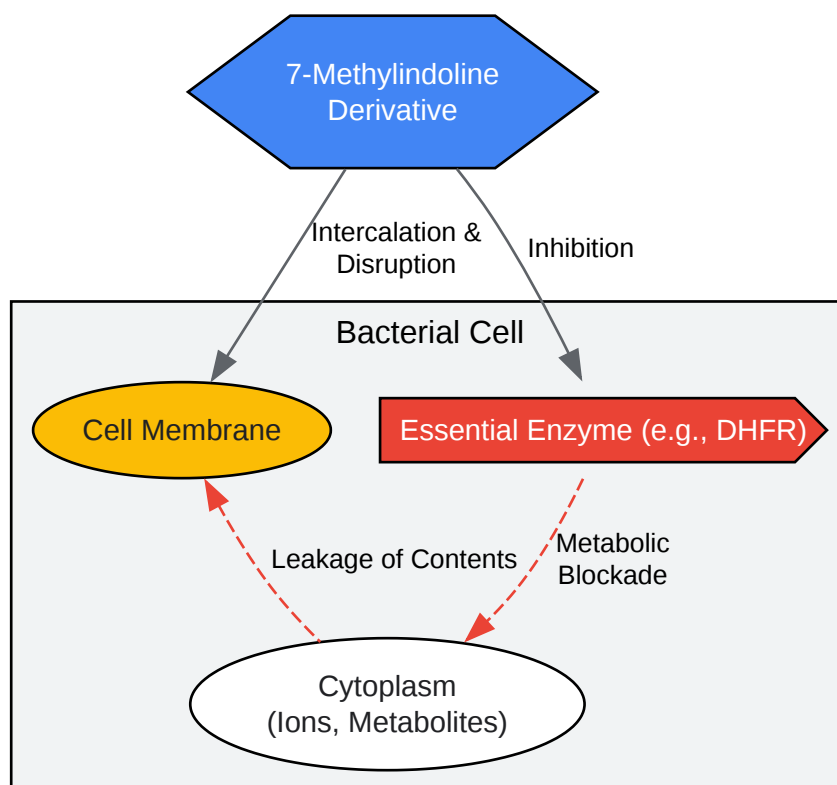 7-Methylindoline
Derivative
Intercalation &
Disruption
Inhibition
Bacterial Cell
Cell Membrane
Essential Enzyme (e.g., DHFR)
Leakage of Contents
Metabolic
Blockade
Cytoplasm
(Ions, Metabolites)